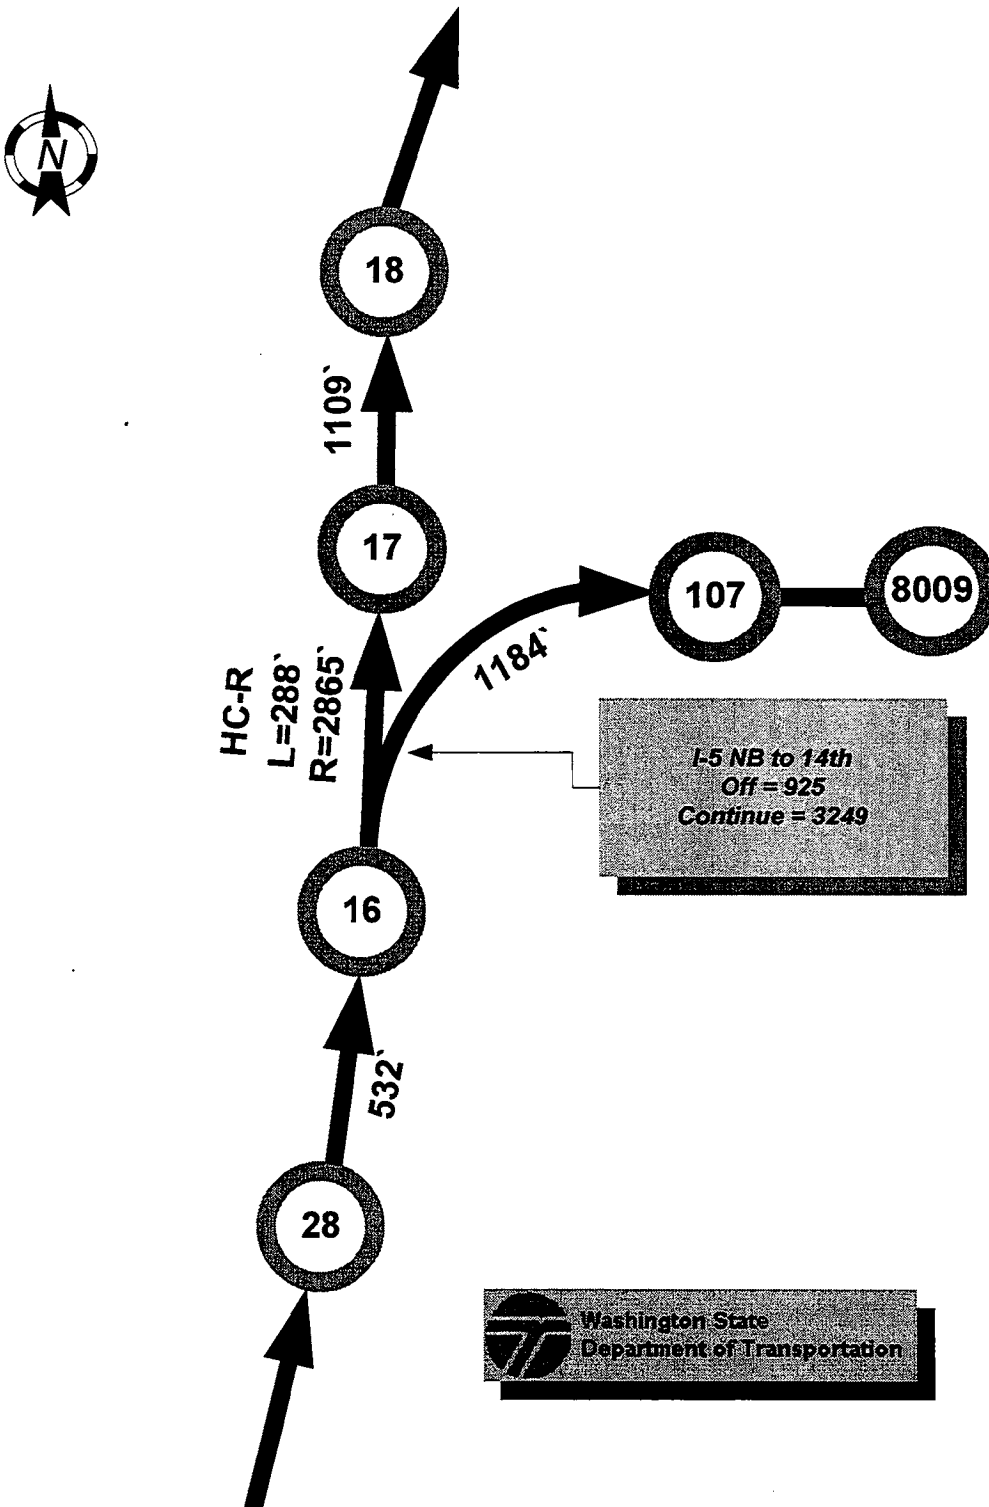 N
18
1109`
17
107
8009
1184`
HC-R
L=288`
R=2865`
I-5 NB to 14th
Off = 925
Continue = 3249
16
532`
28
Washington State
Department of Transportation